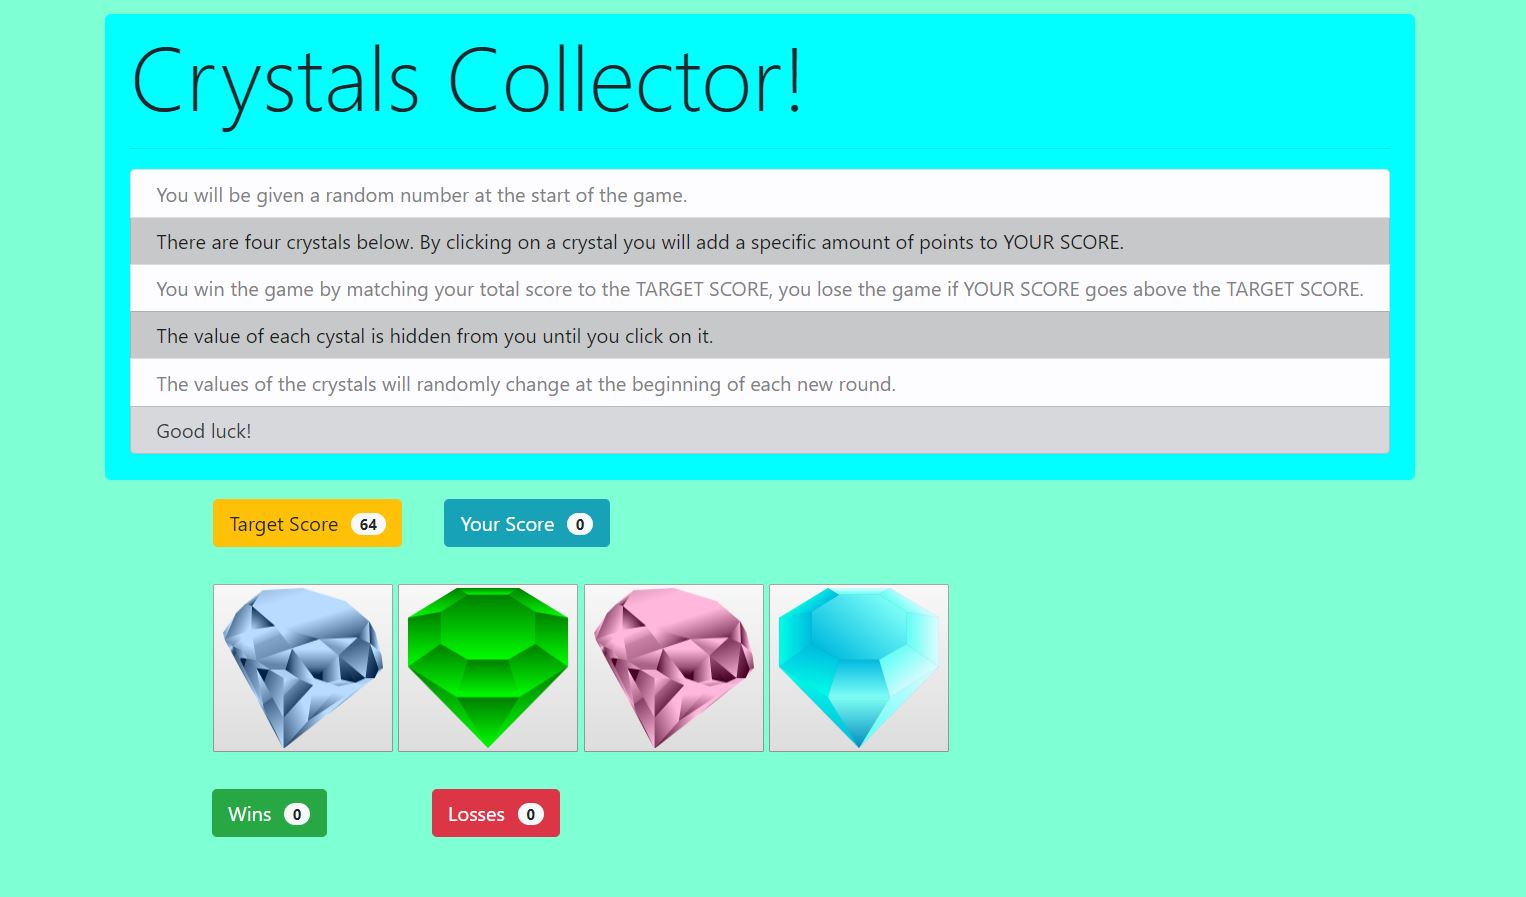 Crystals Collector!
You will be given a random number at the start of the game.
There are four crystals below. By clicking on a crystal you will add a specific amount of points to YOUR SCORE.
You win the game by matching your total score to the TARGET SCORE, you lose the game if YOUR SCORE goes above the TARGET SCORE.
The value of each cystal is hidden from you until you click on it.
The values of the crystals will randomly change at the beginning of each new round.
Good luck!
Target Score 64 Your Score 0
Wins 0 Losses 0